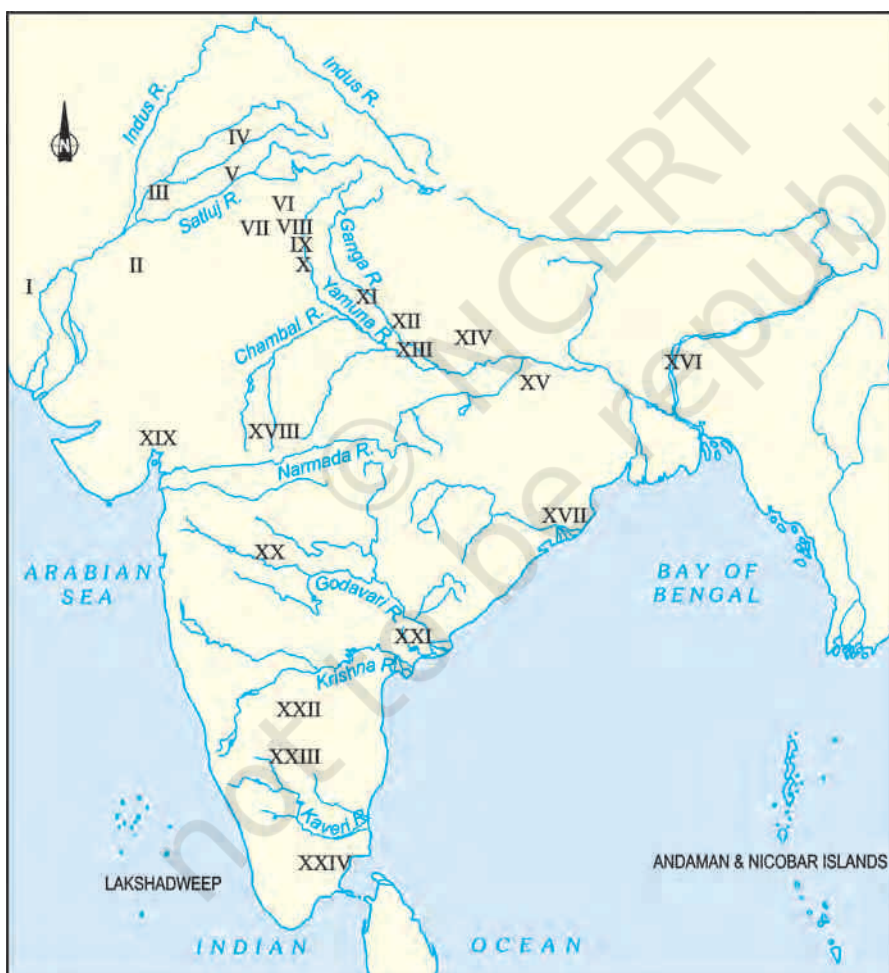 Indus R.
Indus R.
N
IV
V
III
Satluj R.
VI
VII
VIII
IX
X
I
II
Ganga R.
XI
XII
XIII
XIV
Yamuna R.
Chambal R.
XV
XVI
XVIII
XIX
Narmada R.
XVII
XX
ARABIAN
SEA
BAY OF
BENGAL
Godavari R.
XXI
Krishna R.
XXII
XXIII
Kaveri R.
XXIV
LAKSHADWEEP
ANDAMAN & NICOBAR ISLANDS
INDIAN OCEAN
© NCERT
not to be republi